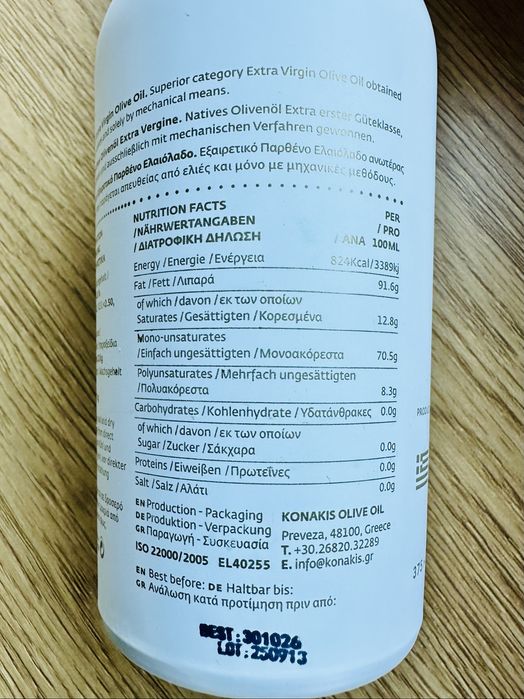 Virgin Olive Oil. Superior category Extra Virgin Olive Oil obtained
and solely by mechanical means.
Olivenöl Extra Vergine. Natives Olivenöl Extra erster Güteklasse,
ausschließlich mit mechanischen Verfahren gewonnen.
Παρθένο Ελαιόλαδο. Εξαιρετικό Παρθένο Ελαιόλαδο ανωτέρας
απευθείας από ελιές και μόνο με μηχανικές μεθόδους.
NUTRITION FACTS PER
/NÄHRWERTANGABEN / PRO
/ ΔΙΑΤΡΟΦΙΚΗ ΔΗΛΩΣΗ / ΑΝΑ 100ML
Energy /Energie /Ενέργεια 824Kcal/3389kj
Fat /Fett /Λιπαρά 91.6g
of which /davon /εκ των οποίων
Saturates /Gesättigten /Κορεσμένα 12.8g
Mono-unsaturates
/Einfach ungesättigten /Μονοακόρεστα 70.5g
Polyunsaturates /Mehrfach ungesättigten
/Πολυακόρεστα 8.3g
Carbohydrates /Kohlenhydrate /Υδατάνθρακες 0.0g
of which /davon /εκ των οποίων
Sugar /Zucker /Σάκχαρα 0.0g
Proteins /Eiweißen /Πρωτεΐνες 0.0g
Salt /Salz /Αλάτι 0.0g
EN Production - Packaging
DE Produktion - Verpackung
GR Παραγωγή - Συσκευασία
ISO 22000/2005 EL40255
KONAKIS OLIVE OIL
Preveza, 48100, Greece
T. +30.26820.32289
E. info@konakis.gr
EN Best before: DE Haltbar bis:
GR Ανάλωση κατά προτίμηση πριν από:
BEST:301026
LOT:250913
375